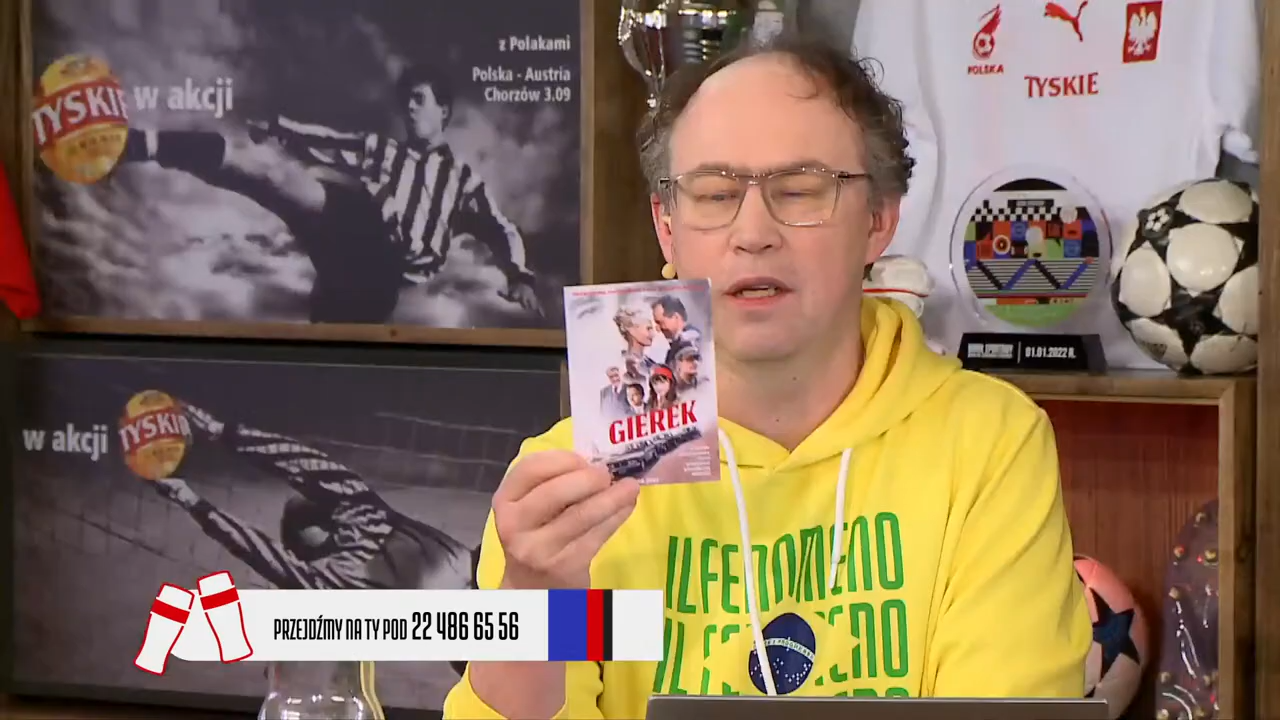 z Polakami
Polska - Austria
Chorzów 3.09
TYSKIE w akcji
POLSKA
TYSKIE
01.01.2022 R.
GIEREK
w akcji TYSKIE
ILFENOMENO
PRZEJDŹMY NA TY POD 22 486 65 56